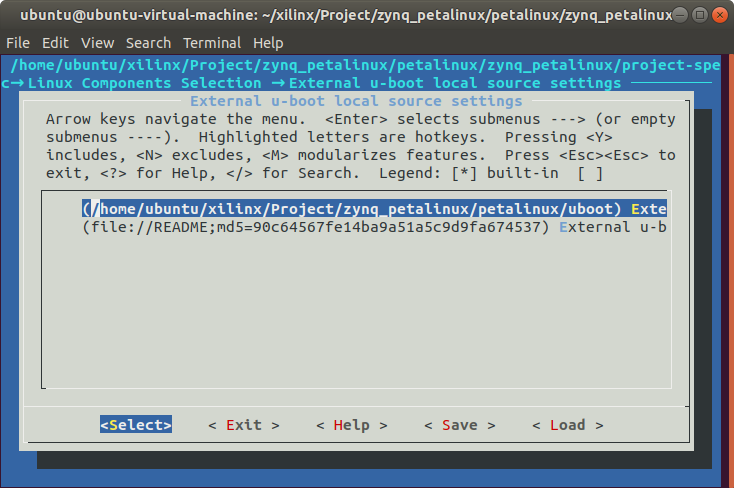 ubuntu@ubuntu-virtual-machine: ~/xilinx/Project/zynq_petalinux/petalinux/zynq_petalinux
File Edit View Search Terminal Help
/home/ubuntu/xilinx/Project/zynq_petalinux/petalinux/zynq_petalinux/project-spe
c→Linux Components Selection →External u-boot local source settings
External u-boot local source settings
Arrow keys navigate the menu. <Enter> selects submenus ---> (or empty
submenus ----). Highlighted letters are hotkeys. Pressing <Y>
includes, <N> excludes, <M> modularizes features. Press <Esc><Esc> to
exit, <?> for Help, </> for Search. Legend: [*] built-in [ ]
(/home/ubuntu/xilinx/Project/zynq_petalinux/petalinux/uboot) Exte
(file://README;md5=90c64567fe14ba9a51a5c9d9fa674537) External u-b
<Select> < Exit > < Help > < Save > < Load >